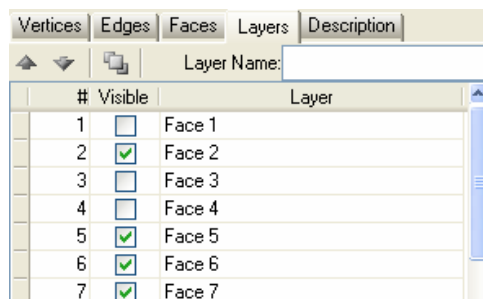 Vertices Edges Faces Layers Description
Layer Name:
# Visible Layer
1 Face 1
2 Face 2
3 Face 3
4 Face 4
5 Face 5
6 Face 6
7 Face 7